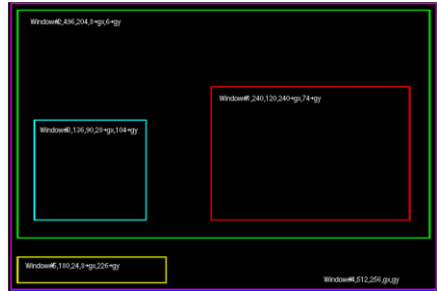 Window#2,496,204,8+gx,6+gy
Window#1,240,120,240+gx,74+gy
Window#3,136,90,28+gx,104+gy
Window#5,180,24,8+gx,226+gy
Window#4,512,256,gx,gy